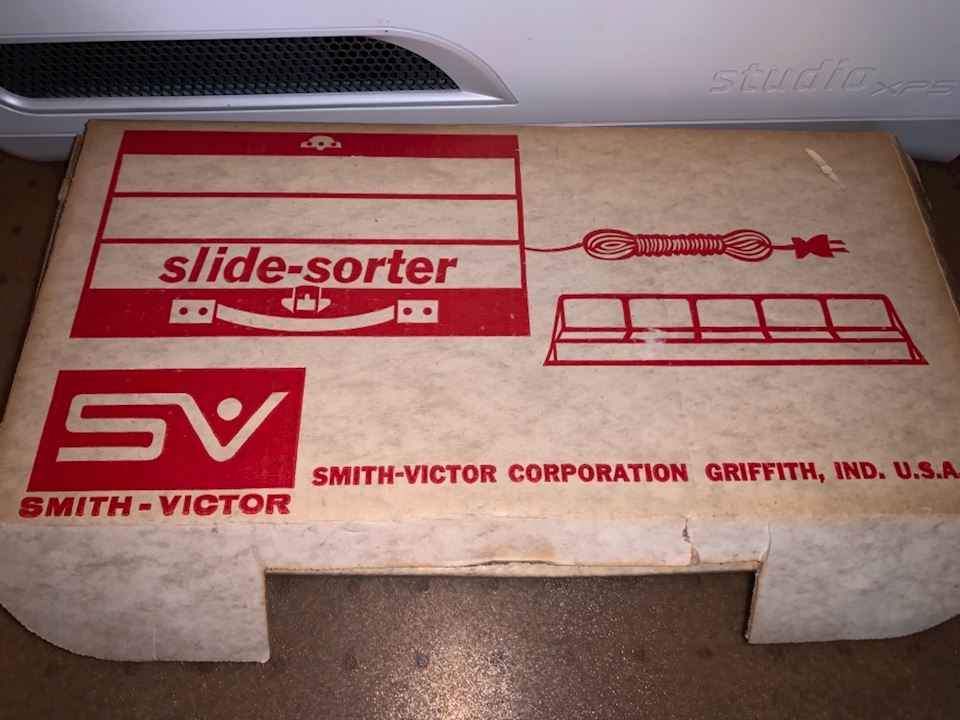 studio XPS
slide-sorter
SV
SMITH-VICTOR
SMITH-VICTOR CORPORATION GRIFFITH, IND. U.S.A.